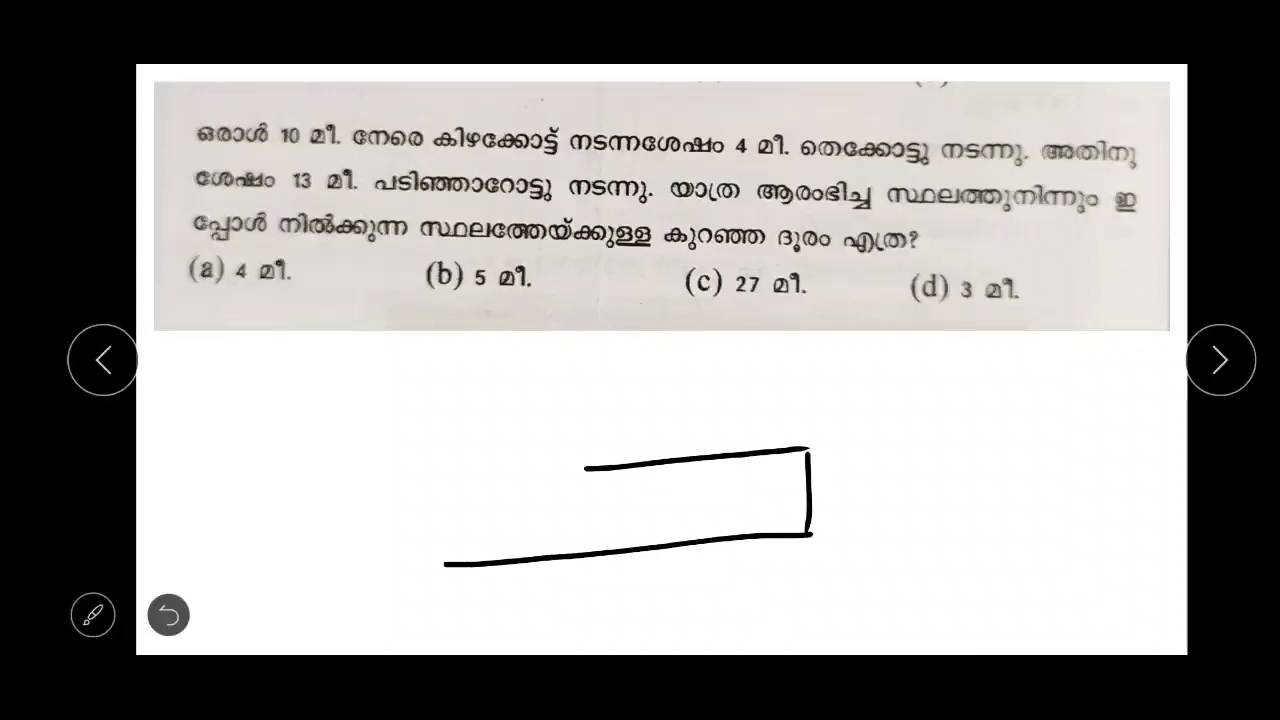 ഒരാൾ 10 മീ. നേരെ കിഴക്കോട്ട് നടന്നശേഷം 4 മീ. തെക്കോട്ടു നടന്നു. അതിനു
ശേഷം 13 മീ. പടിഞ്ഞാറോട്ടു നടന്നു. യാത്ര ആരംഭിച്ച സ്ഥലത്തുനിന്നും ഇ
പ്പോൾ നിൽക്കുന്ന സ്ഥലത്തേയ്ക്കുള്ള കുറഞ്ഞ ദൂരം എത്ര?
(a) 4 മീ. (b) 5 മീ. (c) 27 മീ. (d) 3 മീ.